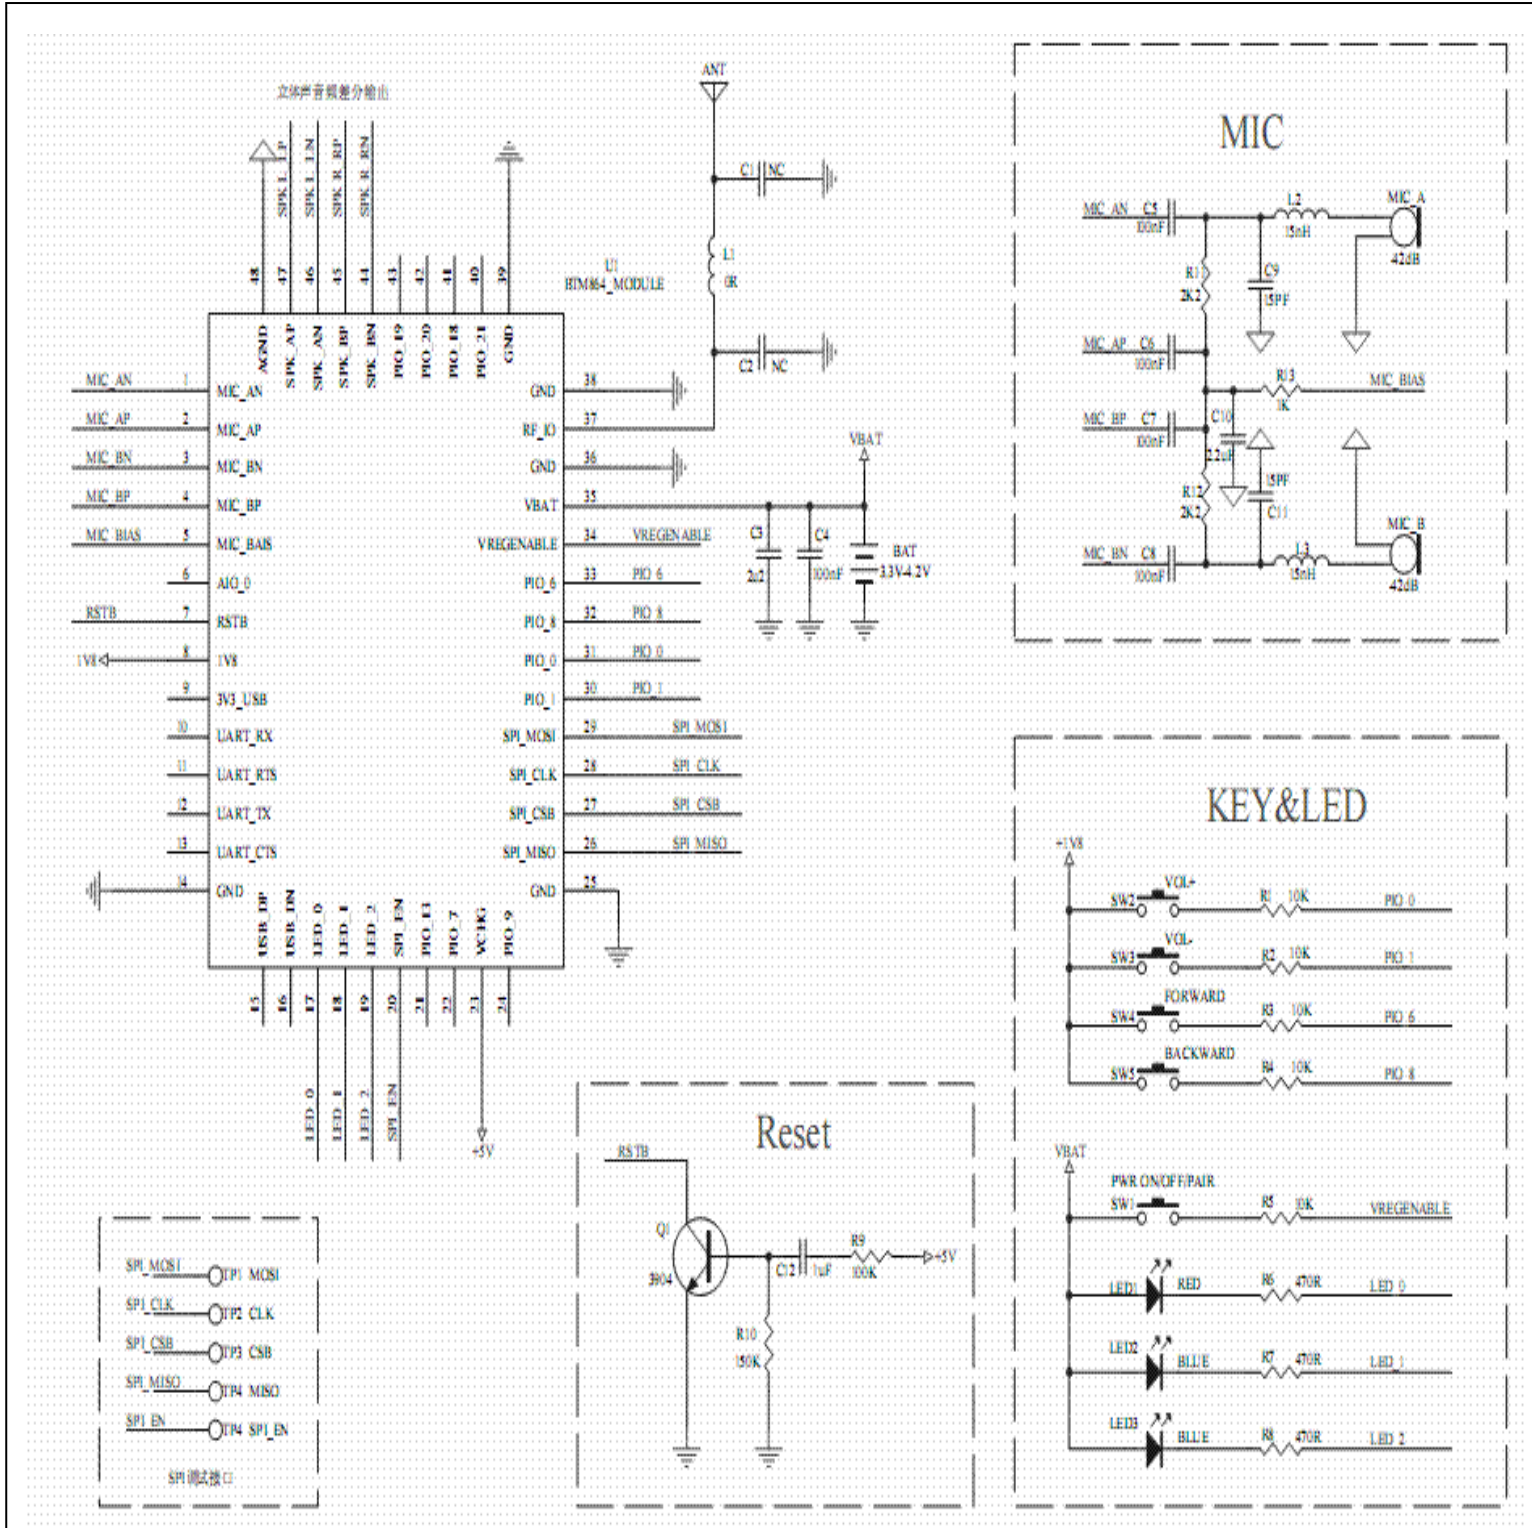 立体声音频差分输出
SPK_L_LP
SPK_L_LN
SPK_R_RP
SPK_R_RN
48
47
46
45
44
43
42
41
40
39
AGND
SPK_AP
SPK_AN
SPK_BP
SPK_BN
PIO_19
PIO_20
PIO_18
PIO_21
GND
U1
BTM864_MODULE
ANT
C1 NC
L1
0R
C2 NC
MIC_AN 1 MIC_AN
MIC_AP 2 MIC_AP
MIC_BN 3 MIC_BN
MIC_BP 4 MIC_BP
MIC_BIAS 5 MIC_BAIS
6 AIO_0
RSTB 7 RSTB
1V8 8 1V8
9 3V3_USB
10 UART_RX
11 UART_RTS
12 UART_TX
13 UART_CTS
14 GND
GND 38
RF_IO 37
GND 36
VBAT 35
VREGENABLE 34 VREGENABLE
PIO_6 33 PIO_6
PIO_8 32 PIO_8
PIO_0 31 PIO_0
PIO_1 30 PIO_1
SPI_MOSI 29 SPI_MOSI
SPI_CLK 28 SPI_CLK
SPI_CSB 27 SPI_CSB
SPI_MISO 26 SPI_MISO
GND 25
VBAT
C3
2u2
C4
100nF
BAT
3.3V-4.2V
USB_DP
USB_DN
LED_0
LED_1
LED_2
SPI_EN
PIO_13
PIO_7
VCHG
PIO_9
15
16
17
18
19
20
21
22
23
24
LED_0
LED_1
LED_2
SPI_EN
+5V
MIC
MIC_AN C5
100nF
L2
15nH
MIC_A
42dB
R11
2K2
C9
15PF
MIC_AP C6
100nF
R13
1K
MIC_BIAS
MIC_BP C7
100nF
C10
2.2uF
15PF
C11
R12
2K2
MIC_BN C8
100nF
L3
15nH
MIC_B
42dB
KEY&LED
+1V8
VOL+
SW2 R1 10K PIO_0
VOL-
SW3 R2 10K PIO_1
FORWARD
SW4 R3 10K PIO_6
BACKWARD
SW5 R4 10K PIO_8
VBAT
PWR ON/OFF/PAIR
SW1 R5 10K VREGENABLE
LED1 RED R6 470R LED_0
LED2 BLUE R7 470R LED_1
LED3 BLUE R8 470R LED_2
Reset
RSTB
Q1
3904
C12 1uF
R9
100K
+5V
R10
150K
SPI_MOSI TP1 MOSI
SPI_CLK TP2 CLK
SPI_CSB TP3 CSB
SPI_MISO TP4 MISO
SPI_EN TP4 SPI_EN
SPI调试接口